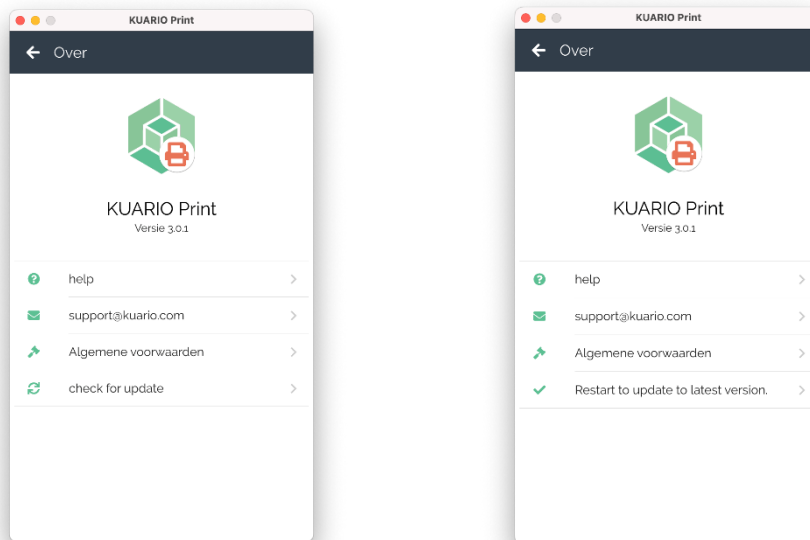 KUARIO Print
Over
KUARIO Print
Versie 3.0.1
help
support@kuario.com
Algemene voorwaarden
check for update
KUARIO Print
Over
KUARIO Print
Versie 3.0.1
help
support@kuario.com
Algemene voorwaarden
Restart to update to latest version.